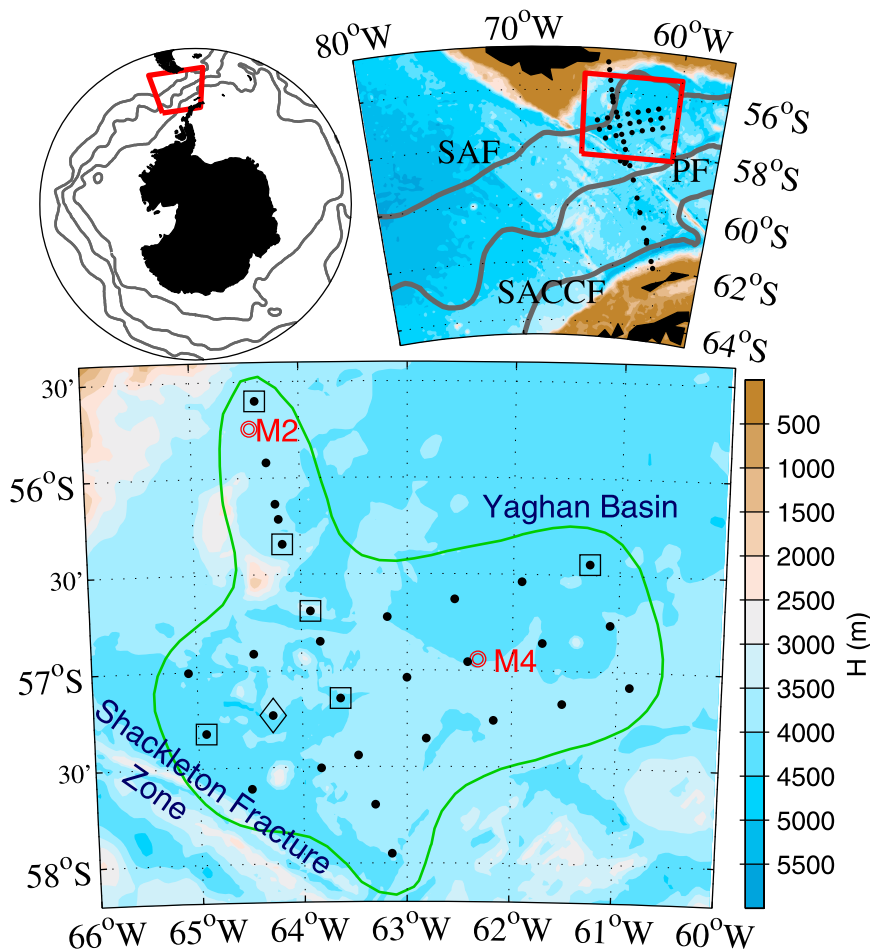 80°W
70°W
60°W
56°S
58°S
60°S
62°S
64°S
SAF
PF
SACCF
30'
56°S
30'
57°S
30'
58°S
M2
Yaghan Basin
M4
Shackleton Fracture
Zone
66°W
65°W
64°W
63°W
62°W
61°W
60°W
500
1000
1500
2000
2500
3000
3500
4000
4500
5000
5500
H (m)